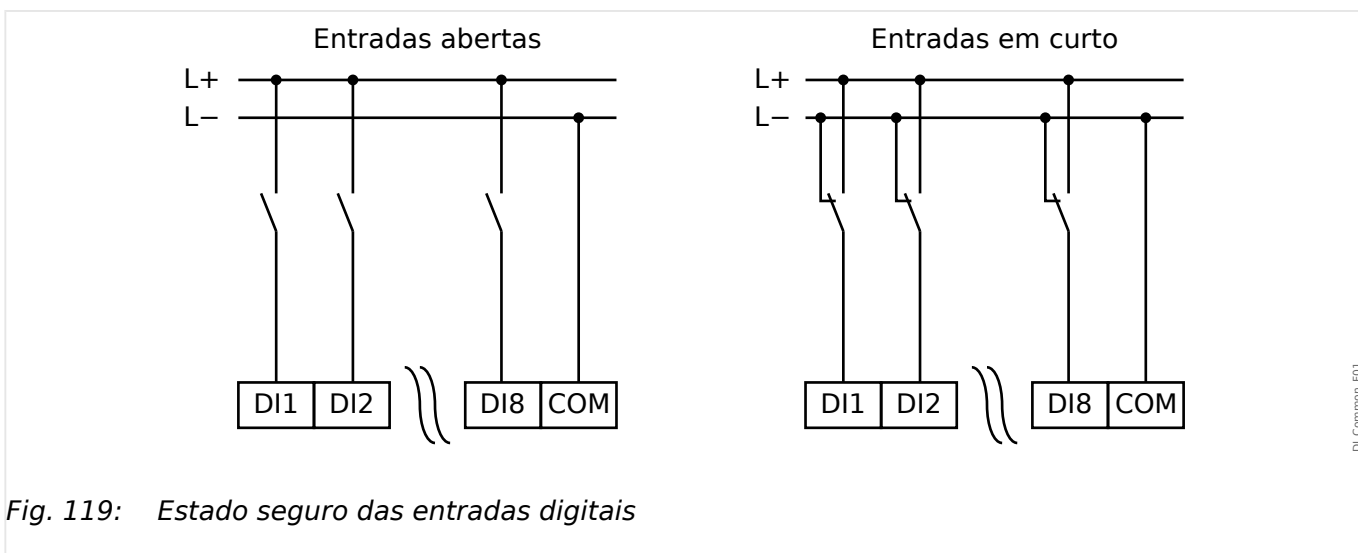 Entradas abertas
Entradas em curto
L+
L−
L+
L−
DI1 DI2 DI8 COM
DI1 DI2 DI8 COM
DI_Common_E01
Fig. 119: Estado seguro das entradas digitais